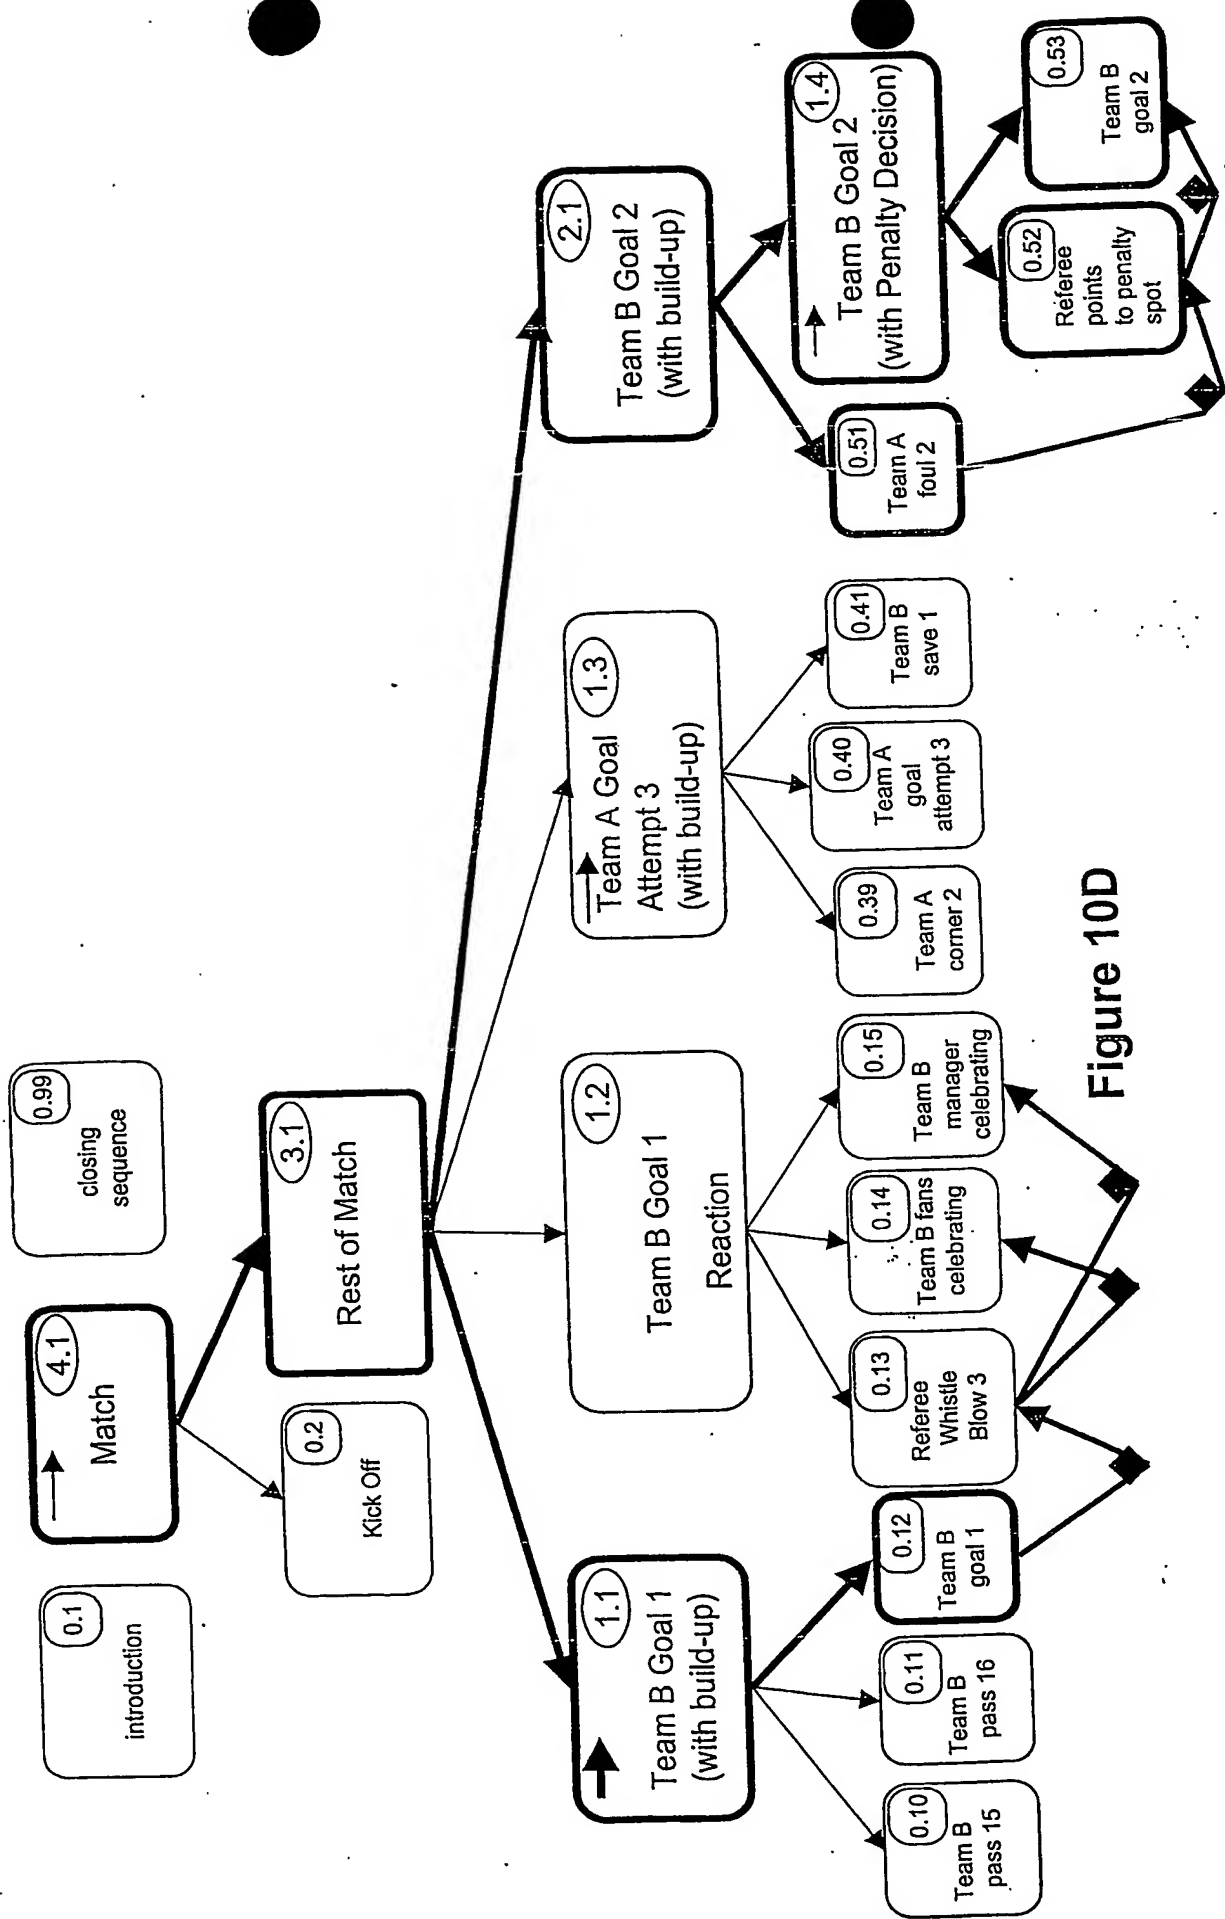 0.1
introduction
4.1
Match
0.99
closing
sequence
0.2
Kick Off
3.1
Rest of Match
1.1
Team B Goal 1
(with build-up)
1.2
Team B Goal 1
Reaction
1.3
Team A Goal
Attempt 3
(with build-up)
2.1
Team B Goal 2
(with build-up)
0.10
Team B
pass 15
0.11
Team B
pass 16
0.12
Team B
goal 1
0.13
Referee
Whistle
Blow 3
0.14
Team B fans
celebrating
0.15
Team B
manager
celebrating
0.39
Team A
corner 2
0.40
Team A
goal
attempt 3
0.41
Team B
save 1
0.51
Team A
foul 2
1.4
Team B Goal 2
(with Penalty Decision)
0.52
Referee
points
to penalty
spot
0.53
Team B
goal 2
Figure 10D